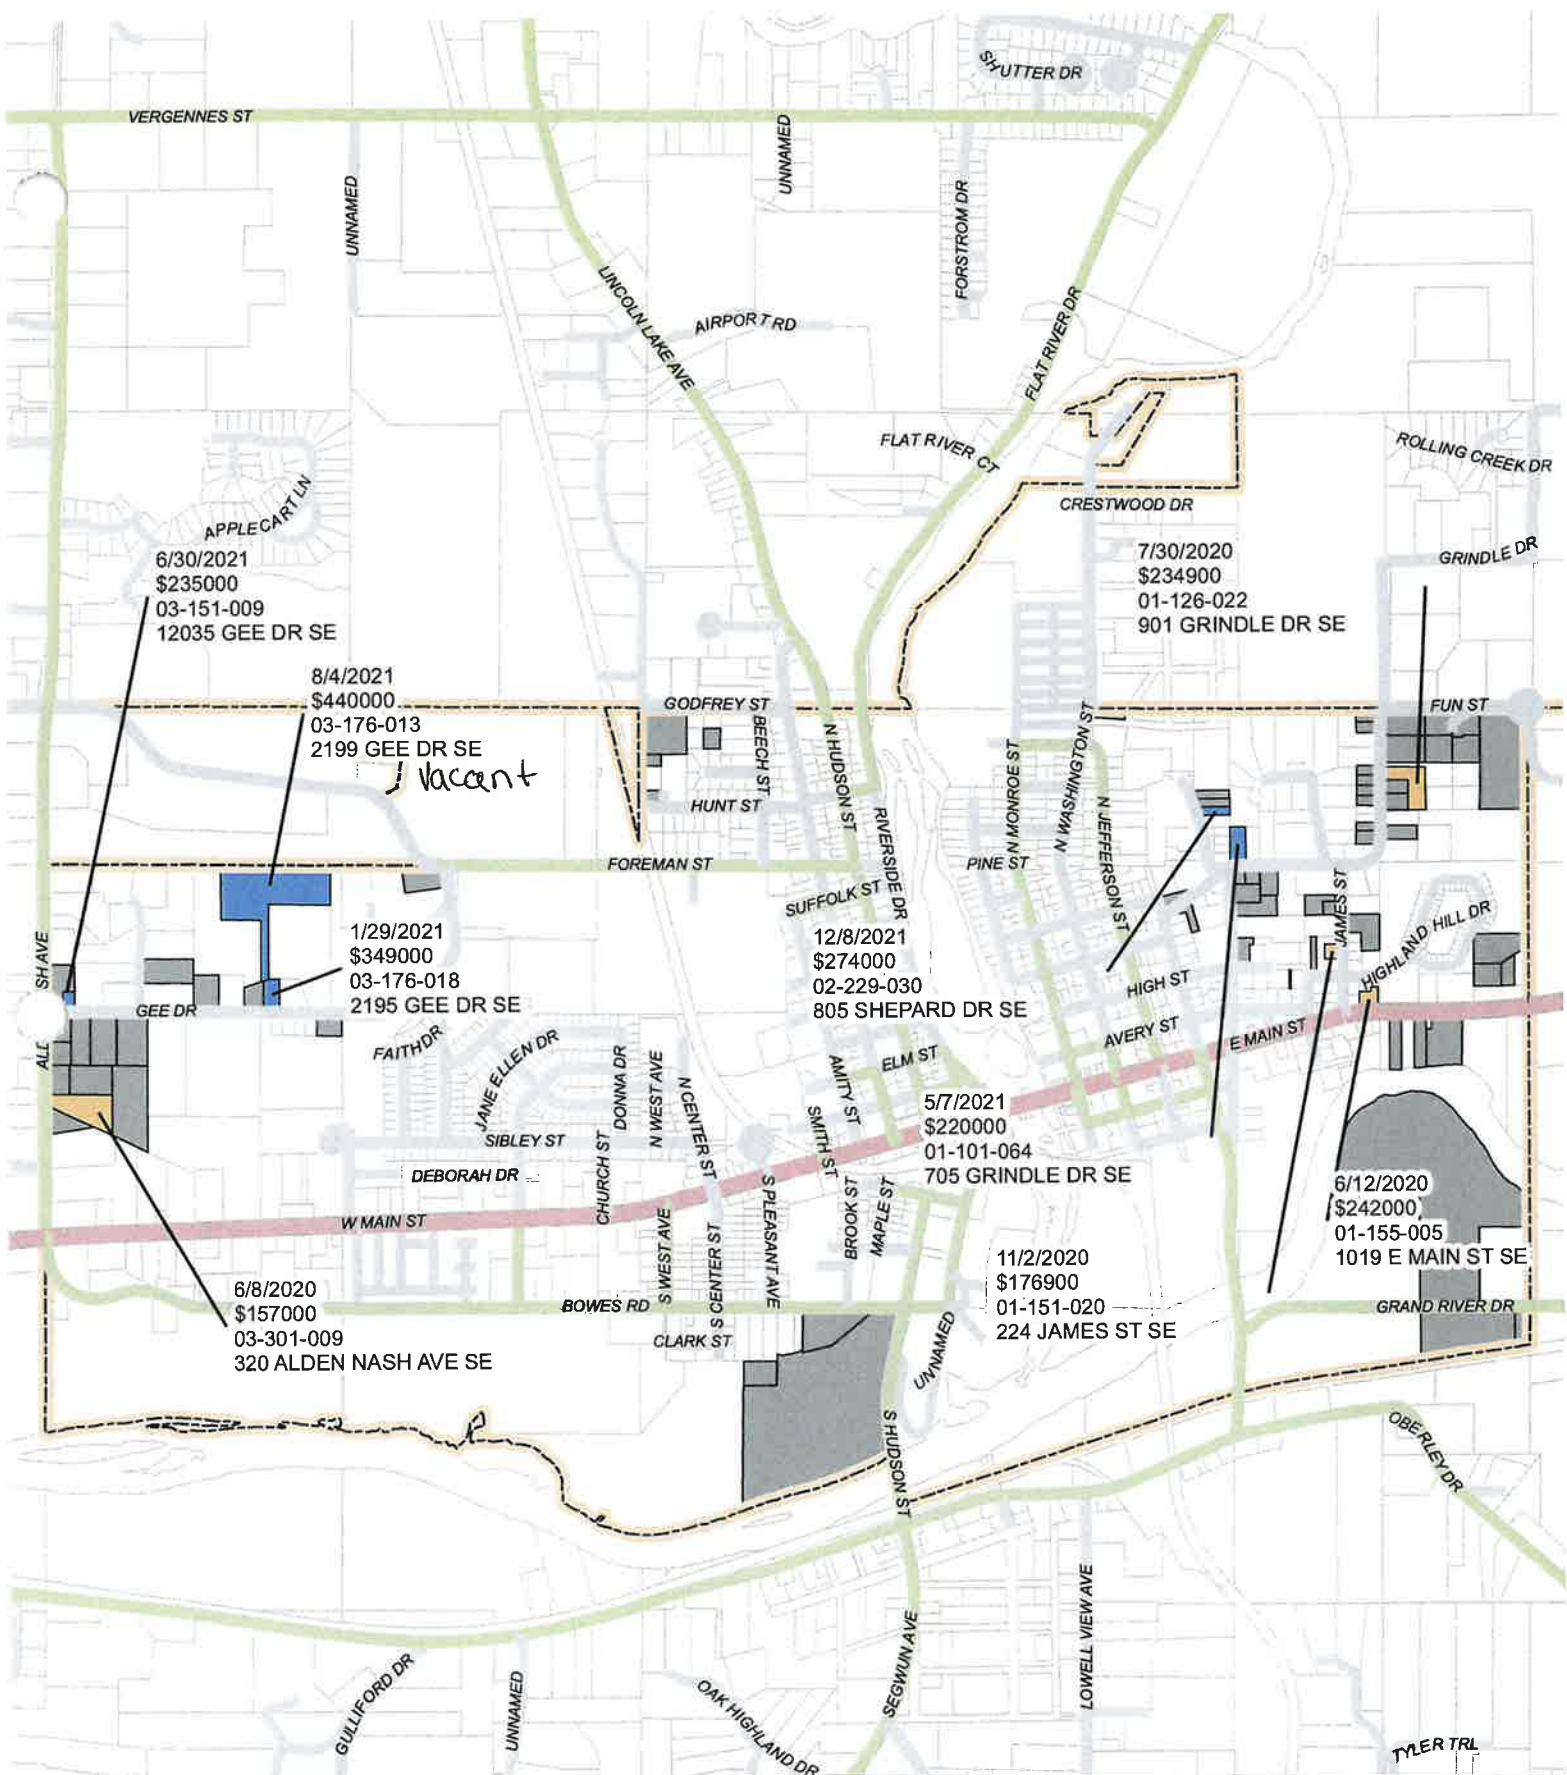 SHUTTER DR
VERGENNES ST
UNNAMED
UNNAMED
FORSTROM DR
LINCOLN LAKE AVE
AIRPORT RD
FLAT RIVER DR
FLAT RIVER CT
ROLLING CREEK DR
APPLECART LN
CRESTWOOD DR
6/30/2021
$235000
03-151-009
12035 GEE DR SE
7/30/2020
$234900
01-126-022
901 GRINDLE DR SE
GRINDLE DR
8/4/2021
$440000
03-176-013
2199 GEE DR SE
Vacant
GODFREY ST
FUN ST
BEECH ST
N HUDSON ST
N MONROE ST
N WASHINGTON ST
N JEFFERSON ST
HUNT ST
RIVERSIDE DR
FOREMAN ST
PINE ST
SUFFOLK ST
JAMES ST
HIGHLAND HILL DR
SH AVE
ALD
1/29/2021
$349000
03-176-018
2195 GEE DR SE
12/8/2021
$274000
02-229-030
805 SHEPARD DR SE
HIGH ST
GEE DR
FAITH DR
JANE ELLEN DR
DONNA DR
N WEST AVE
N CENTER ST
AMITY ST
ELM ST
AVERY ST
E MAIN ST
SIBLEY ST
DEBORAH DR
CHURCH ST
SMITH ST
5/7/2021
$220000
01-101-064
705 GRINDLE DR SE
W MAIN ST
S WEST AVE
S CENTER ST
S PLEASANT AVE
BROOK ST
MAPLE ST
6/12/2020
$242000
01-155-005
1019 E MAIN ST SE
6/8/2020
$157000
03-301-009
320 ALDEN NASH AVE SE
11/2/2020
$176900
01-151-020
224 JAMES ST SE
BOWES RD
CLARK ST
UNNAMED
GRAND RIVER DR
S HUDSON ST
OBERLEY DR
SEGWUN AVE
LOWELL VIEW AVE
GULLIFORD DR
UNNAMED
OAK HIGHLAND DR
TYLER TRL